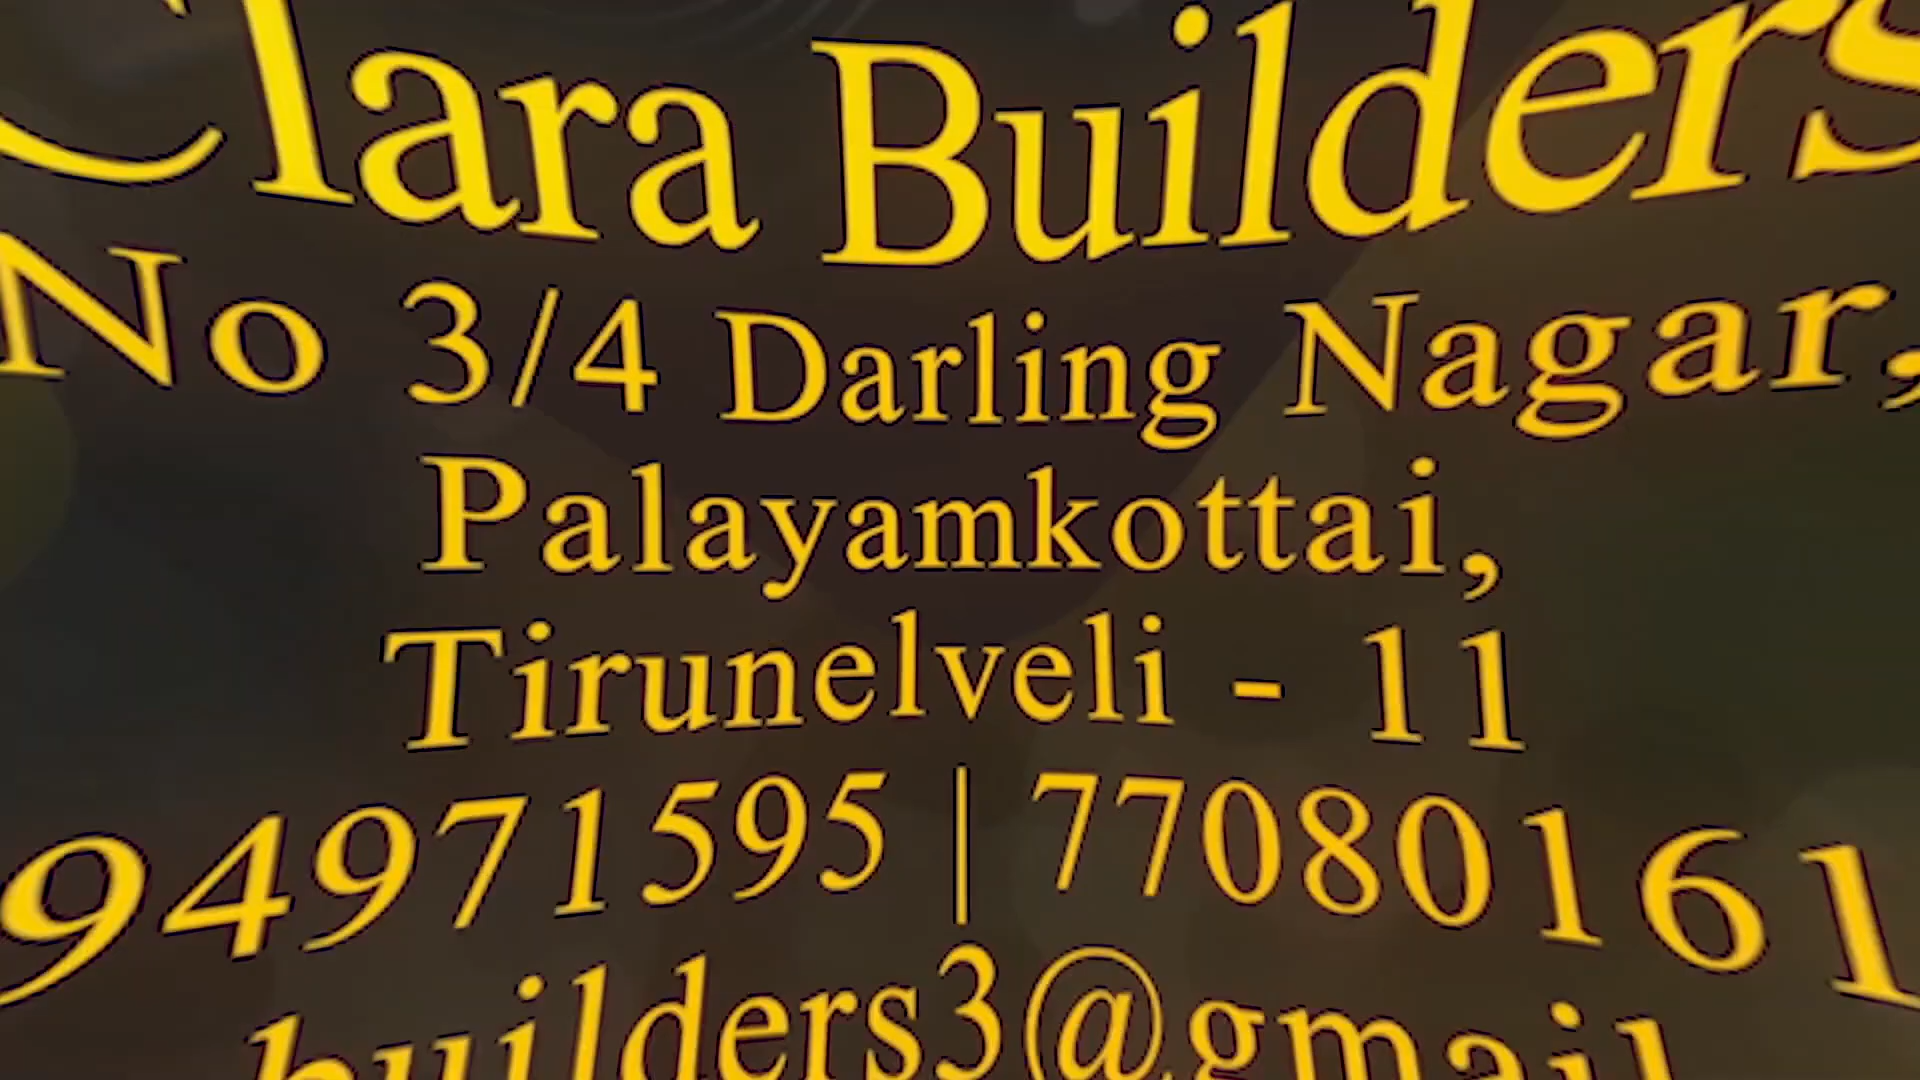 Clara Builders
No 3/4 Darling Nagar,
Palayamkottai,
Tirunelveli - 11
94971595 | 77080161
builders3@gmail